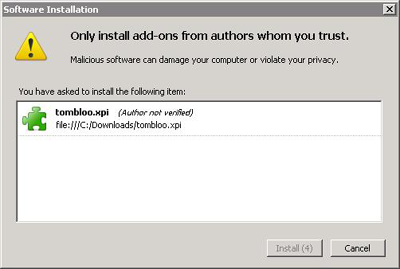 Software Installation
Only install add-ons from authors whom you trust.
Malicious software can damage your computer or violate your privacy.
You have asked to install the following item:
tombloo.xpi (Author not verified)
file:///C:/Downloads/tombloo.xpi
Install (4) Cancel